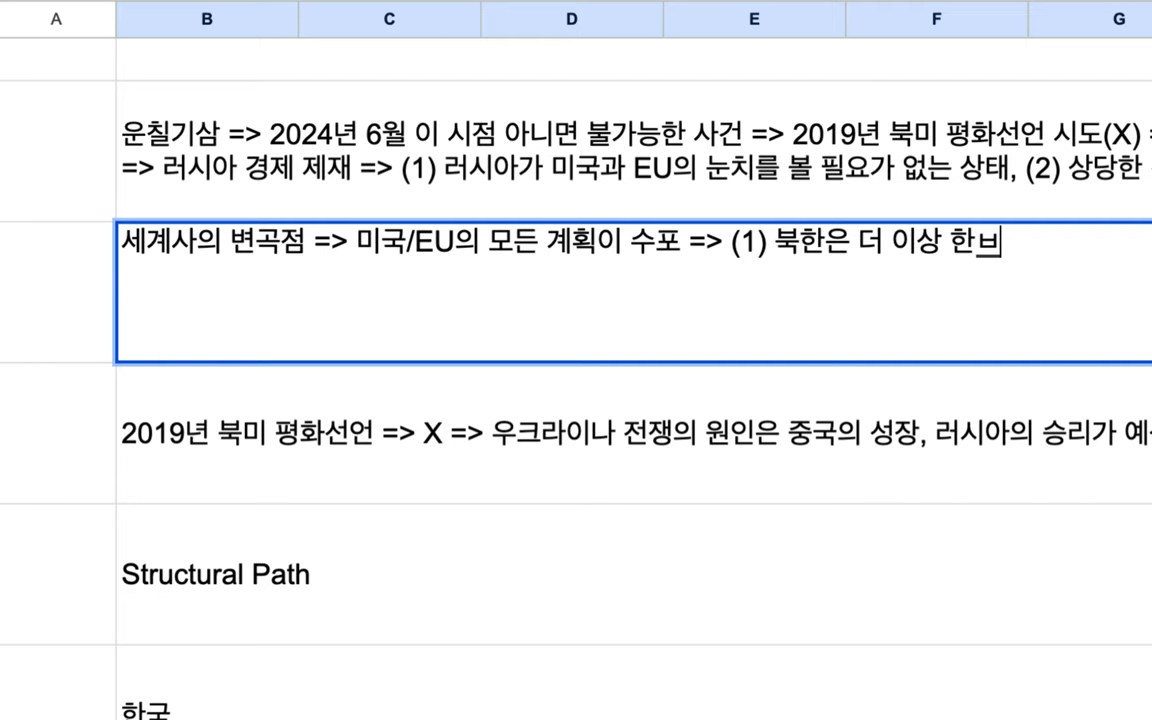 A B C D E F G
운칠기삼 => 2024년 6월 이 시점 아니면 불가능한 사건 => 2019년 북미 평화선언 시도(X)
=> 러시아 경제 제재 => (1) 러시아가 미국과 EU의 눈치를 볼 필요가 없는 상태, (2) 상당한
세계사의 변곡점 => 미국/EU의 모든 계획이 수포 => (1) 북한은 더 이상 한ㅂ
2019년 북미 평화선언 => X => 우크라이나 전쟁의 원인은 중국의 성장, 러시아의 승리가
Structural Path
한국